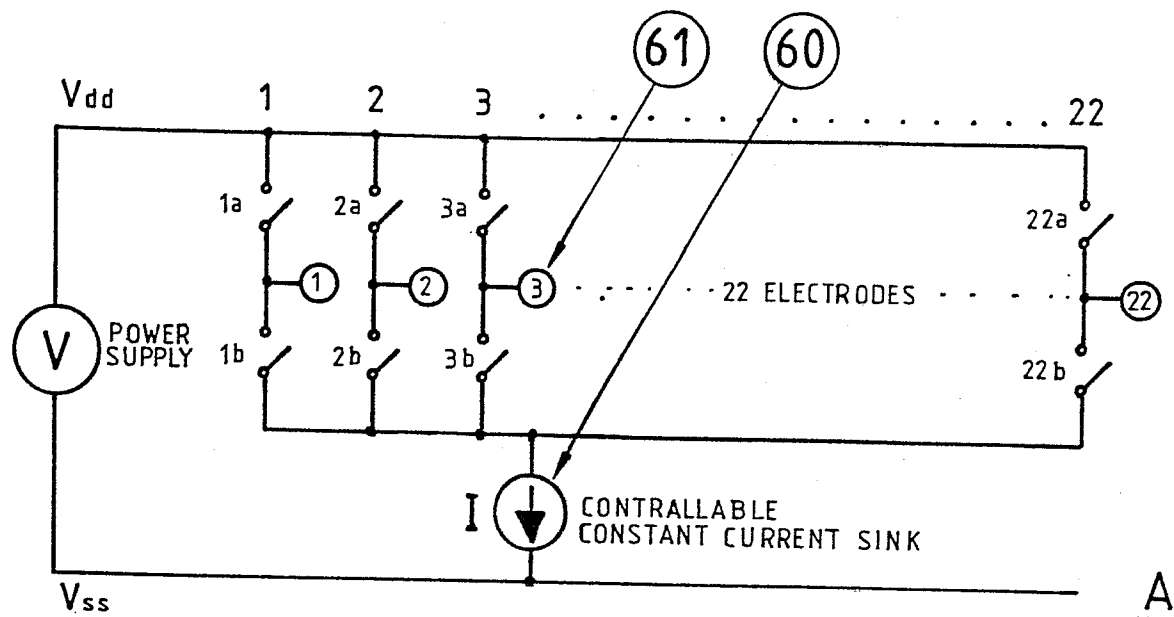 61 60
Vdd 1 2 3 . . . . . . . . . . . . . . . 22
1a 2a 3a 22a
1 2 3 . . . . 22 ELECTRODES - - - . 22
V POWER
SUPPLY
1b 2b 3b 22b
I CONTRALLABLE
CONSTANT CURRENT SINK
Vss A